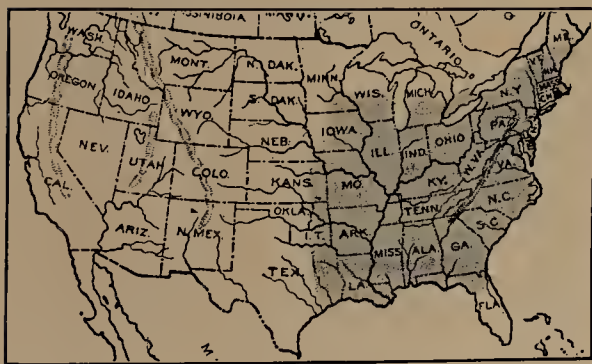 SSINIBOIA
ONTARIO
WASH.
MONT.
N. DAK.
MINN.
ME.
OREGON
IDAHO
WYO.
S. DAK.
WIS.
MICH.
VT.
N.H.
MASS
N.Y.
NEB.
IOWA.
ILL.
IND.
OHIO
PA.
NEV.
UTAH
COLO.
KANS.
MO.
KY.
W.VA.
VA.
CAL.
ARIZ.
N. MEX.
OKLA.
I.T.
ARK.
TENN.
N.C.
S.C.
TEX.
LA.
MISS
ALA
GA.
FLA.
M.